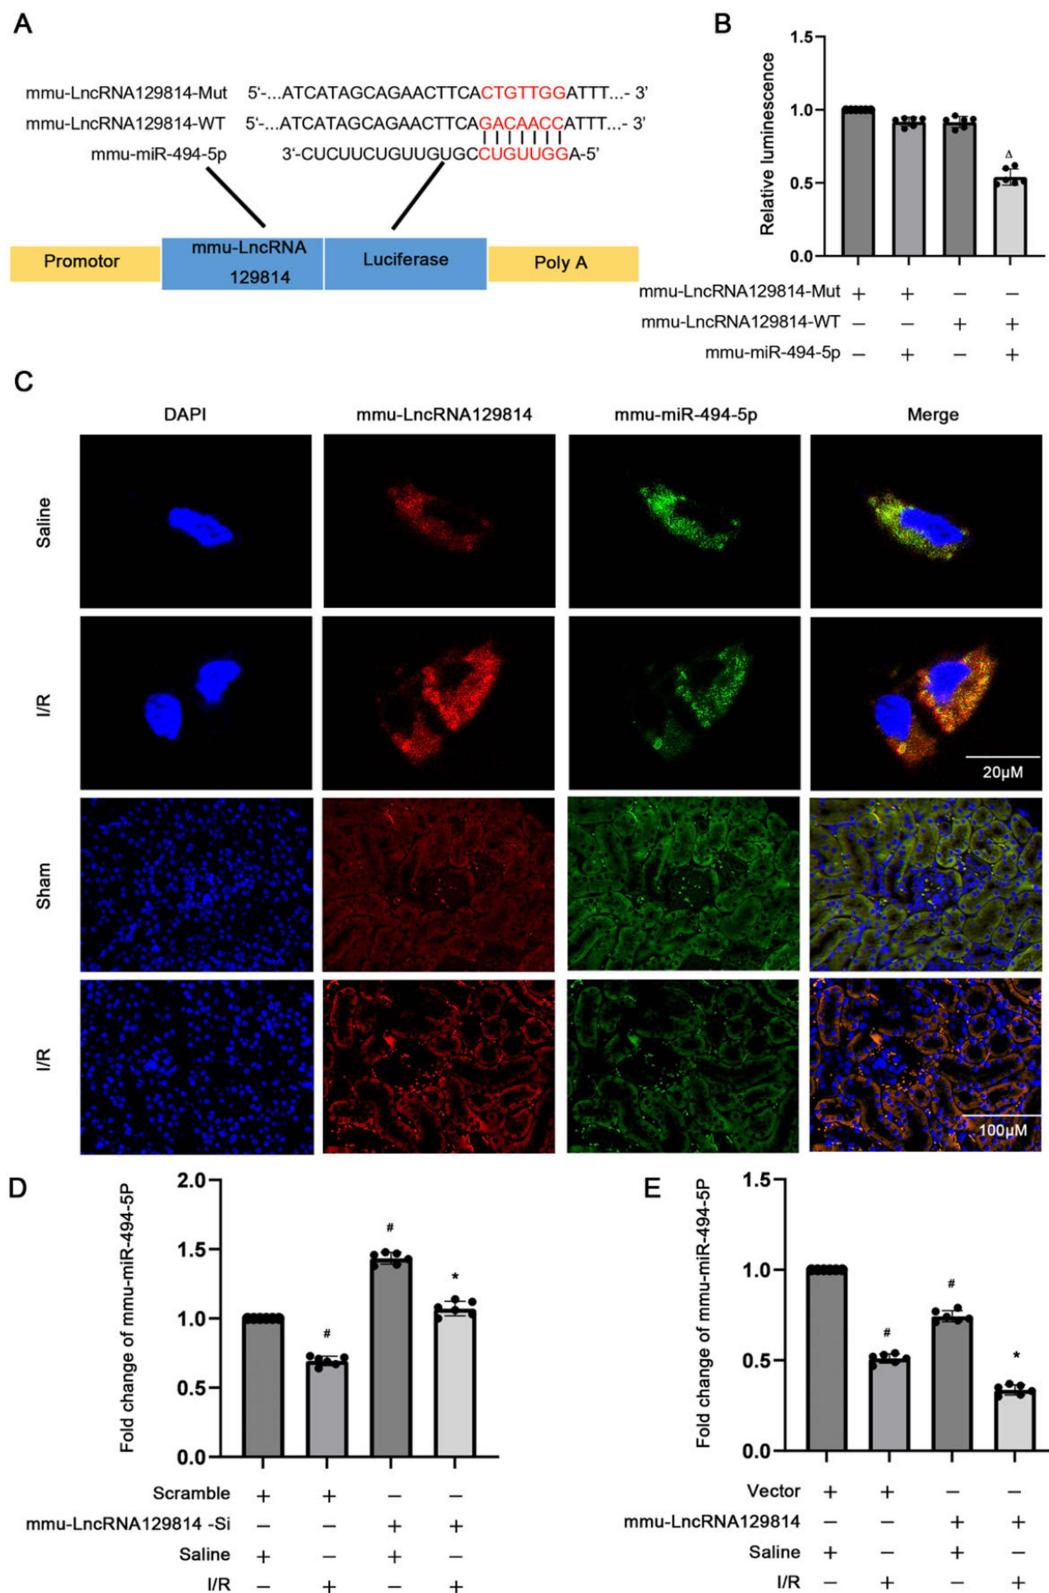 A
mmu-LncRNA129814-Mut 5'-...ATCATAGCAGAACTTCACTGTTGGATTT...- 3'
mmu-LncRNA129814-WT 5'-...ATCATAGCAGAACTTCAGACAACCATTT...- 3'
mmu-miR-494-5p 3'-CUCUUCUGUUGUGCCUGUUGGA-5'
Promotor mmu-LncRNA 129814 Luciferase Poly A
B
Relative luminescence
1.5
1.0
0.5
0.0
Δ
mmu-LncRNA129814-Mut + + − −
mmu-LncRNA129814-WT − − + +
mmu-miR-494-5p − + − +
C
DAPI mmu-LncRNA129814 mmu-miR-494-5p Merge
Saline
I/R
20μM
Sham
I/R
100μM
D
Fold change of mmu-miR-494-5P
2.0
1.5
1.0
0.5
0.0
# # *
Scramble + + − −
mmu-LncRNA129814 -Si − − + +
Saline + − + −
I/R − + − +
E
Fold change of mmu-miR-494-5P
1.5
1.0
0.5
0.0
# # *
Vector + + − −
mmu-LncRNA129814 − − + +
Saline + − + −
I/R − + − +